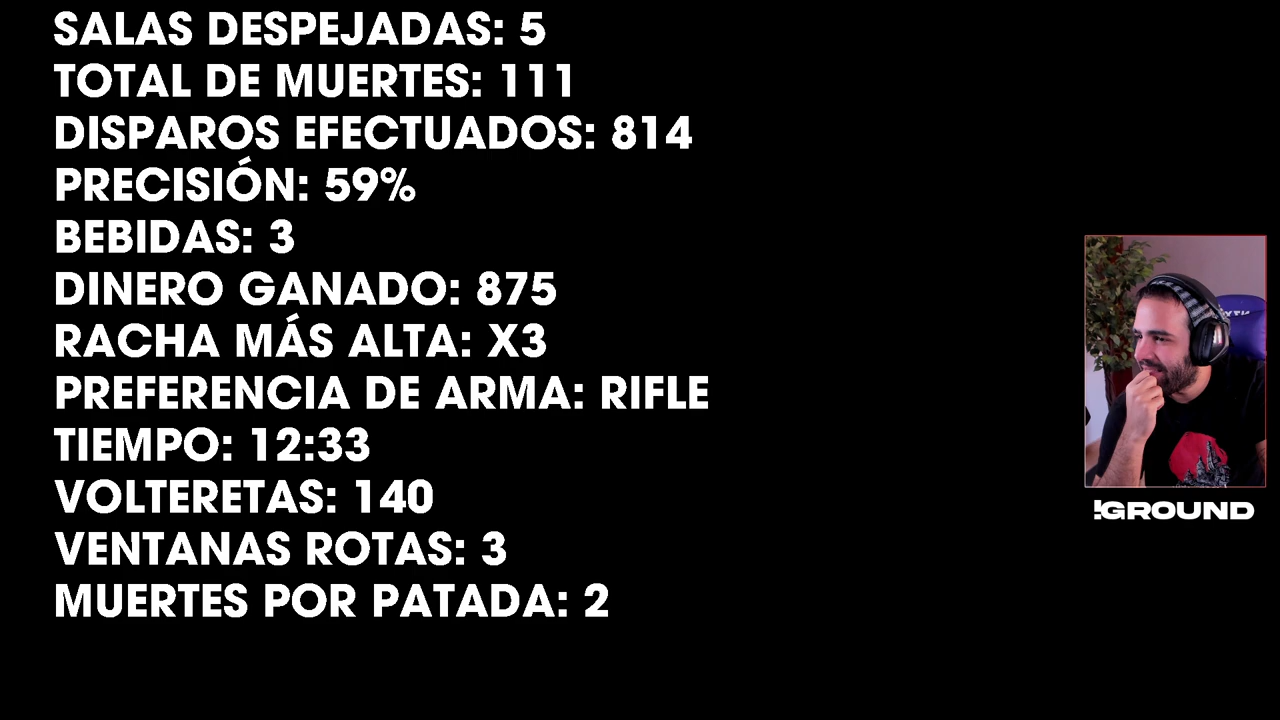 SALAS DESPEJADAS: 5
TOTAL DE MUERTES: 111
DISPAROS EFECTUADOS: 814
PRECISIÓN: 59%
BEBIDAS: 3
DINERO GANADO: 875
RACHA MÁS ALTA: X3
PREFERENCIA DE ARMA: RIFLE
TIEMPO: 12:33
VOLTERETAS: 140
VENTANAS ROTAS: 3
MUERTES POR PATADA: 2
!GROUND